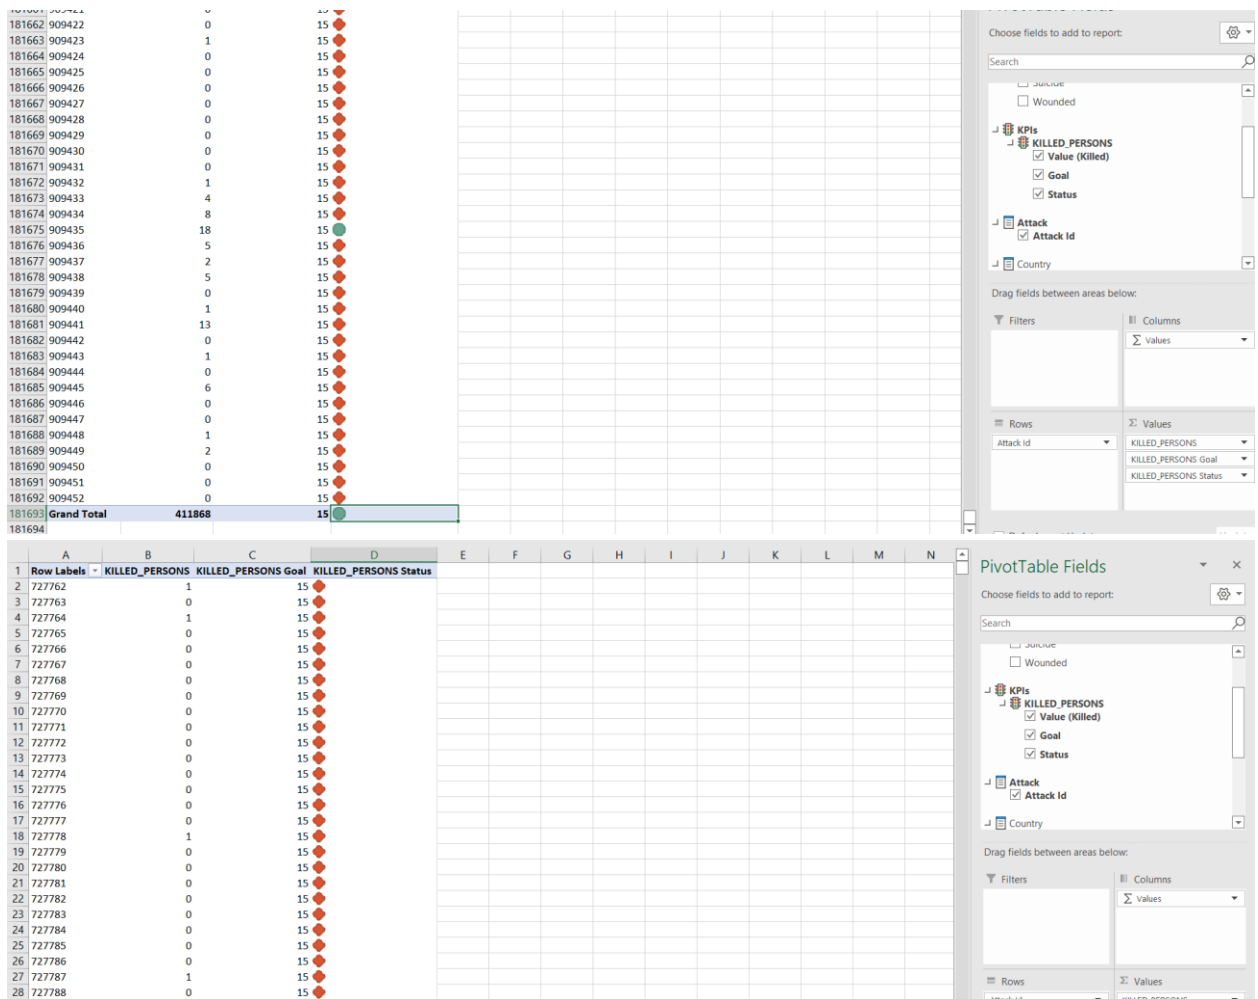 181662 909422 0 15
181663 909423 1 15
181664 909424 0 15
181665 909425 0 15
181666 909426 0 15
181667 909427 0 15
181668 909428 0 15
181669 909429 0 15
181670 909430 0 15
181671 909431 0 15
181672 909432 1 15
181673 909433 4 15
181674 909434 8 15
181675 909435 18 15
181676 909436 5 15
181677 909437 2 15
181678 909438 5 15
181679 909439 0 15
181680 909440 1 15
181681 909441 13 15
181682 909442 0 15
181683 909443 1 15
181684 909444 0 15
181685 909445 6 15
181686 909446 0 15
181687 909447 0 15
181688 909448 1 15
181689 909449 2 15
181690 909450 0 15
181691 909451 0 15
181692 909452 0 15
181693 Grand Total 411868 15
181694
Choose fields to add to report:
Search
Wounded
KPIs
KILLED_PERSONS
Value (Killed)
Goal
Status
Attack
Attack Id
Country
Drag fields between areas below:
Filters
Columns
Σ Values
Rows
Σ Values
Attack Id
KILLED_PERSONS
KILLED_PERSONS Goal
KILLED_PERSONS Status
A B C D E F G H I J K L M N
1 Row Labels KILLED_PERSONS KILLED_PERSONS Goal KILLED_PERSONS Status
2 727762 1 15
3 727763 0 15
4 727764 1 15
5 727765 0 15
6 727766 0 15
7 727767 0 15
8 727768 0 15
9 727769 0 15
10 727770 0 15
11 727771 0 15
12 727772 0 15
13 727773 0 15
14 727774 0 15
15 727775 0 15
16 727776 0 15
17 727777 0 15
18 727778 1 15
19 727779 0 15
20 727780 0 15
21 727781 0 15
22 727782 0 15
23 727783 0 15
24 727784 0 15
25 727785 0 15
26 727786 0 15
27 727787 1 15
28 727788 0 15
PivotTable Fields
Choose fields to add to report:
Search
Wounded
KPIs
KILLED_PERSONS
Value (Killed)
Goal
Status
Attack
Attack Id
Country
Drag fields between areas below:
Filters
Columns
Σ Values
Rows
Σ Values